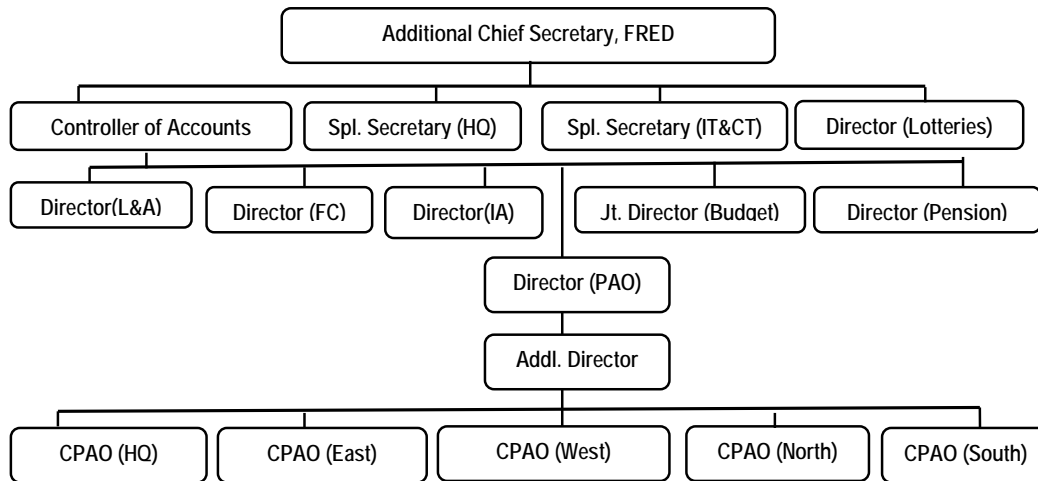 Additional Chief Secretary, FRED
Controller of Accounts
Spl. Secretary (HQ)
Spl. Secretary (IT&CT)
Director (Lotteries)
Director(L&A)
Director (FC)
Director(IA)
Jt. Director (Budget)
Director (Pension)
Director (PAO)
Addl. Director
CPAO (HQ)
CPAO (East)
CPAO (West)
CPAO (North)
CPAO (South)